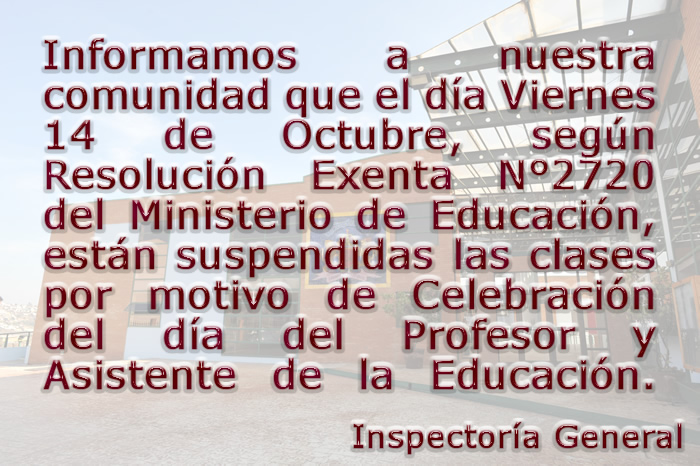 Informamos a nuestra
comunidad que el día Viernes
14 de Octubre, según
Resolución Exenta N°2720
del Ministerio de Educación,
están suspendidas las clases
por motivo de Celebración
del día del Profesor y
Asistente de la Educación.
Inspectoría General